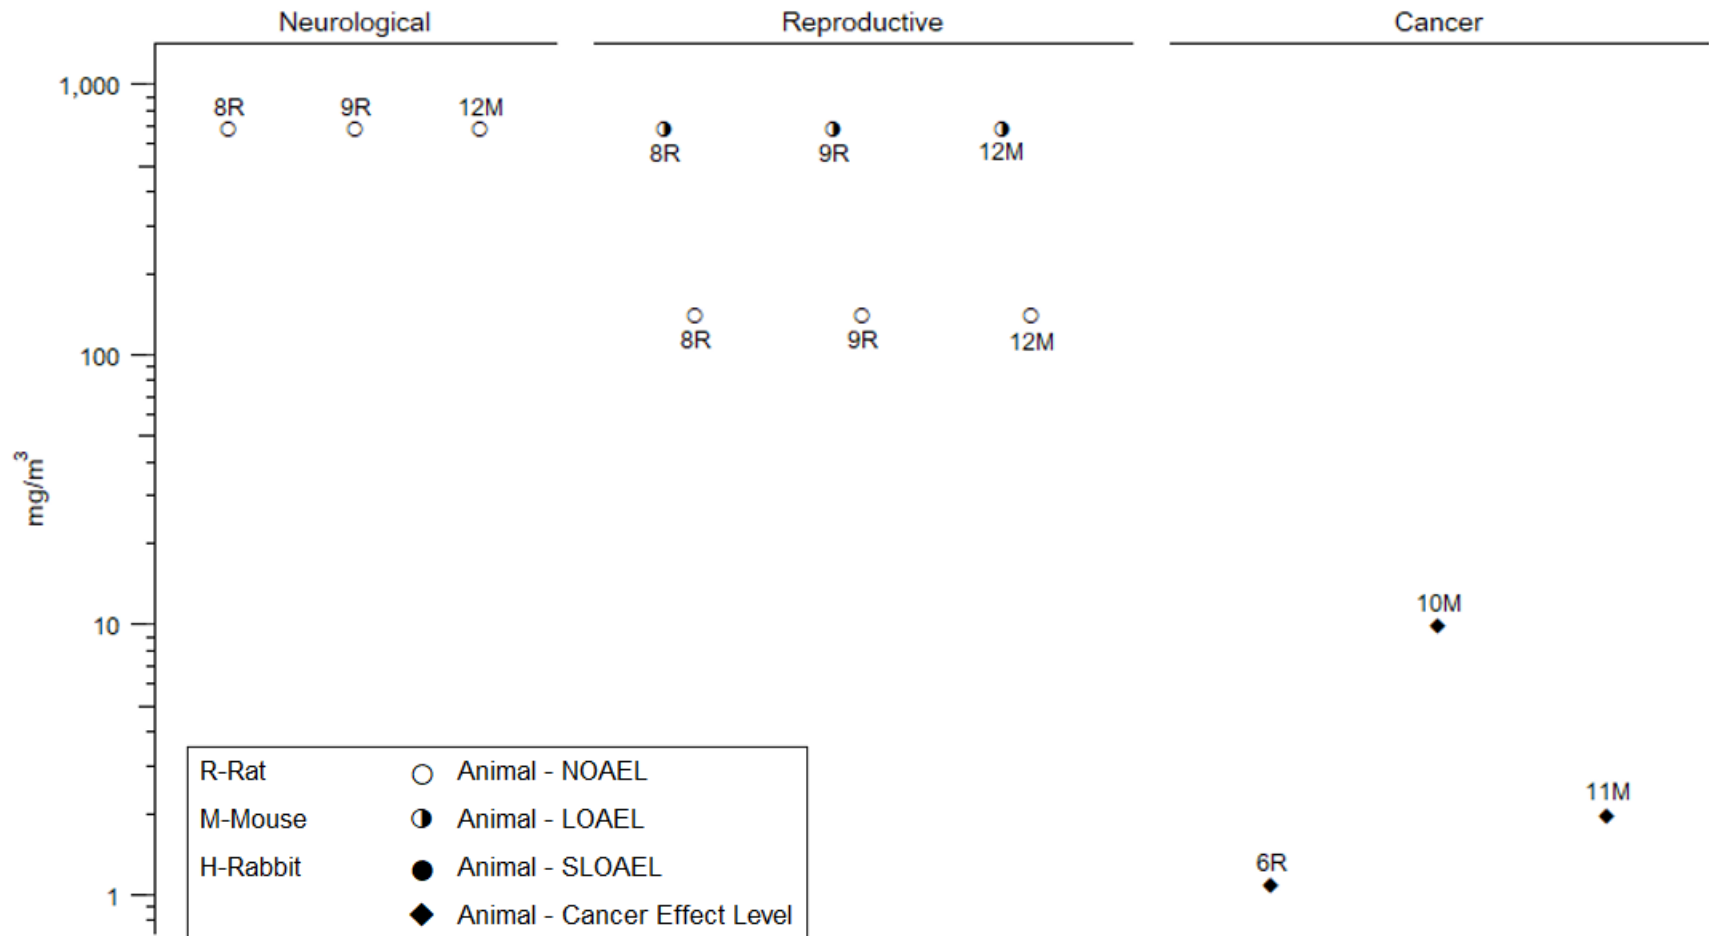 Neurological Reproductive Cancer
1,000
8R 9R 12M
8R 9R 12M
8R 9R 12M
100
mg/m³
10M
10
11M
6R
1
R-Rat Animal - NOAEL
M-Mouse Animal - LOAEL
H-Rabbit Animal - SLOAEL
Animal - Cancer Effect Level